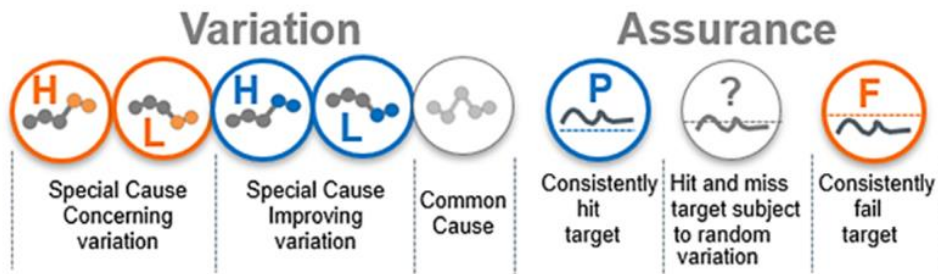 Variation
Assurance
H
L
H
L
P
?
F
Special Cause
Concerning
variation
Special Cause
Improving
variation
Common
Cause
Consistently
hit
target
Hit and miss
target subject
to random
variation
Consistently
fail
target